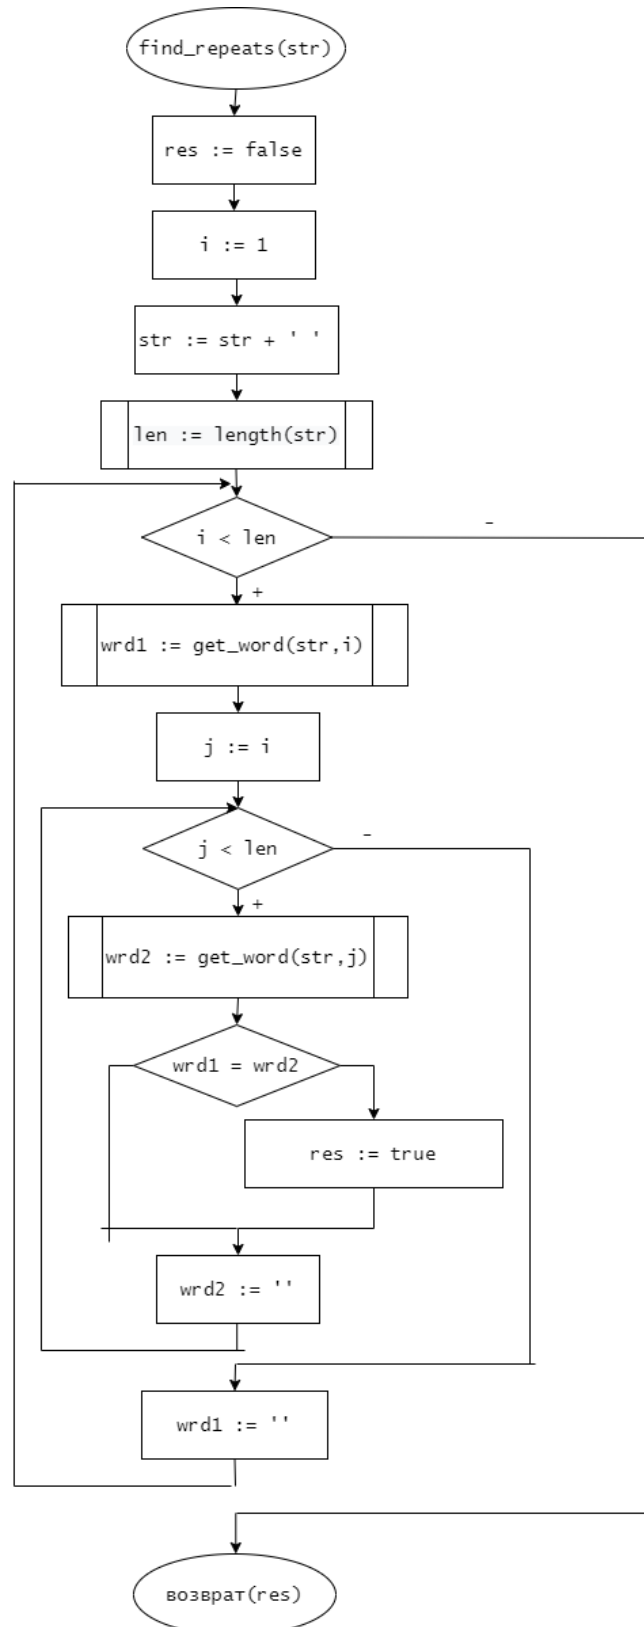 find_repeats(str)
res := false
i := 1
str := str + ' '
len := length(str)
i < len
-
+
wrd1 := get_word(str,i)
j := i
j < len
-
+
wrd2 := get_word(str,j)
wrd1 = wrd2
res := true
wrd2 := ''
wrd1 := ''
возврат(res)